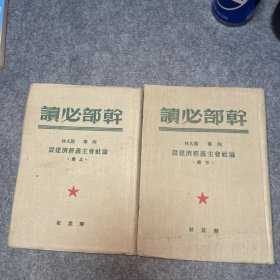 幹部必讀
列寧 斯大林
論社會主義經濟建設
·上冊·
解放社
幹部必讀
列寧 斯大林
論社會主義經濟建設
·下冊·
解放社